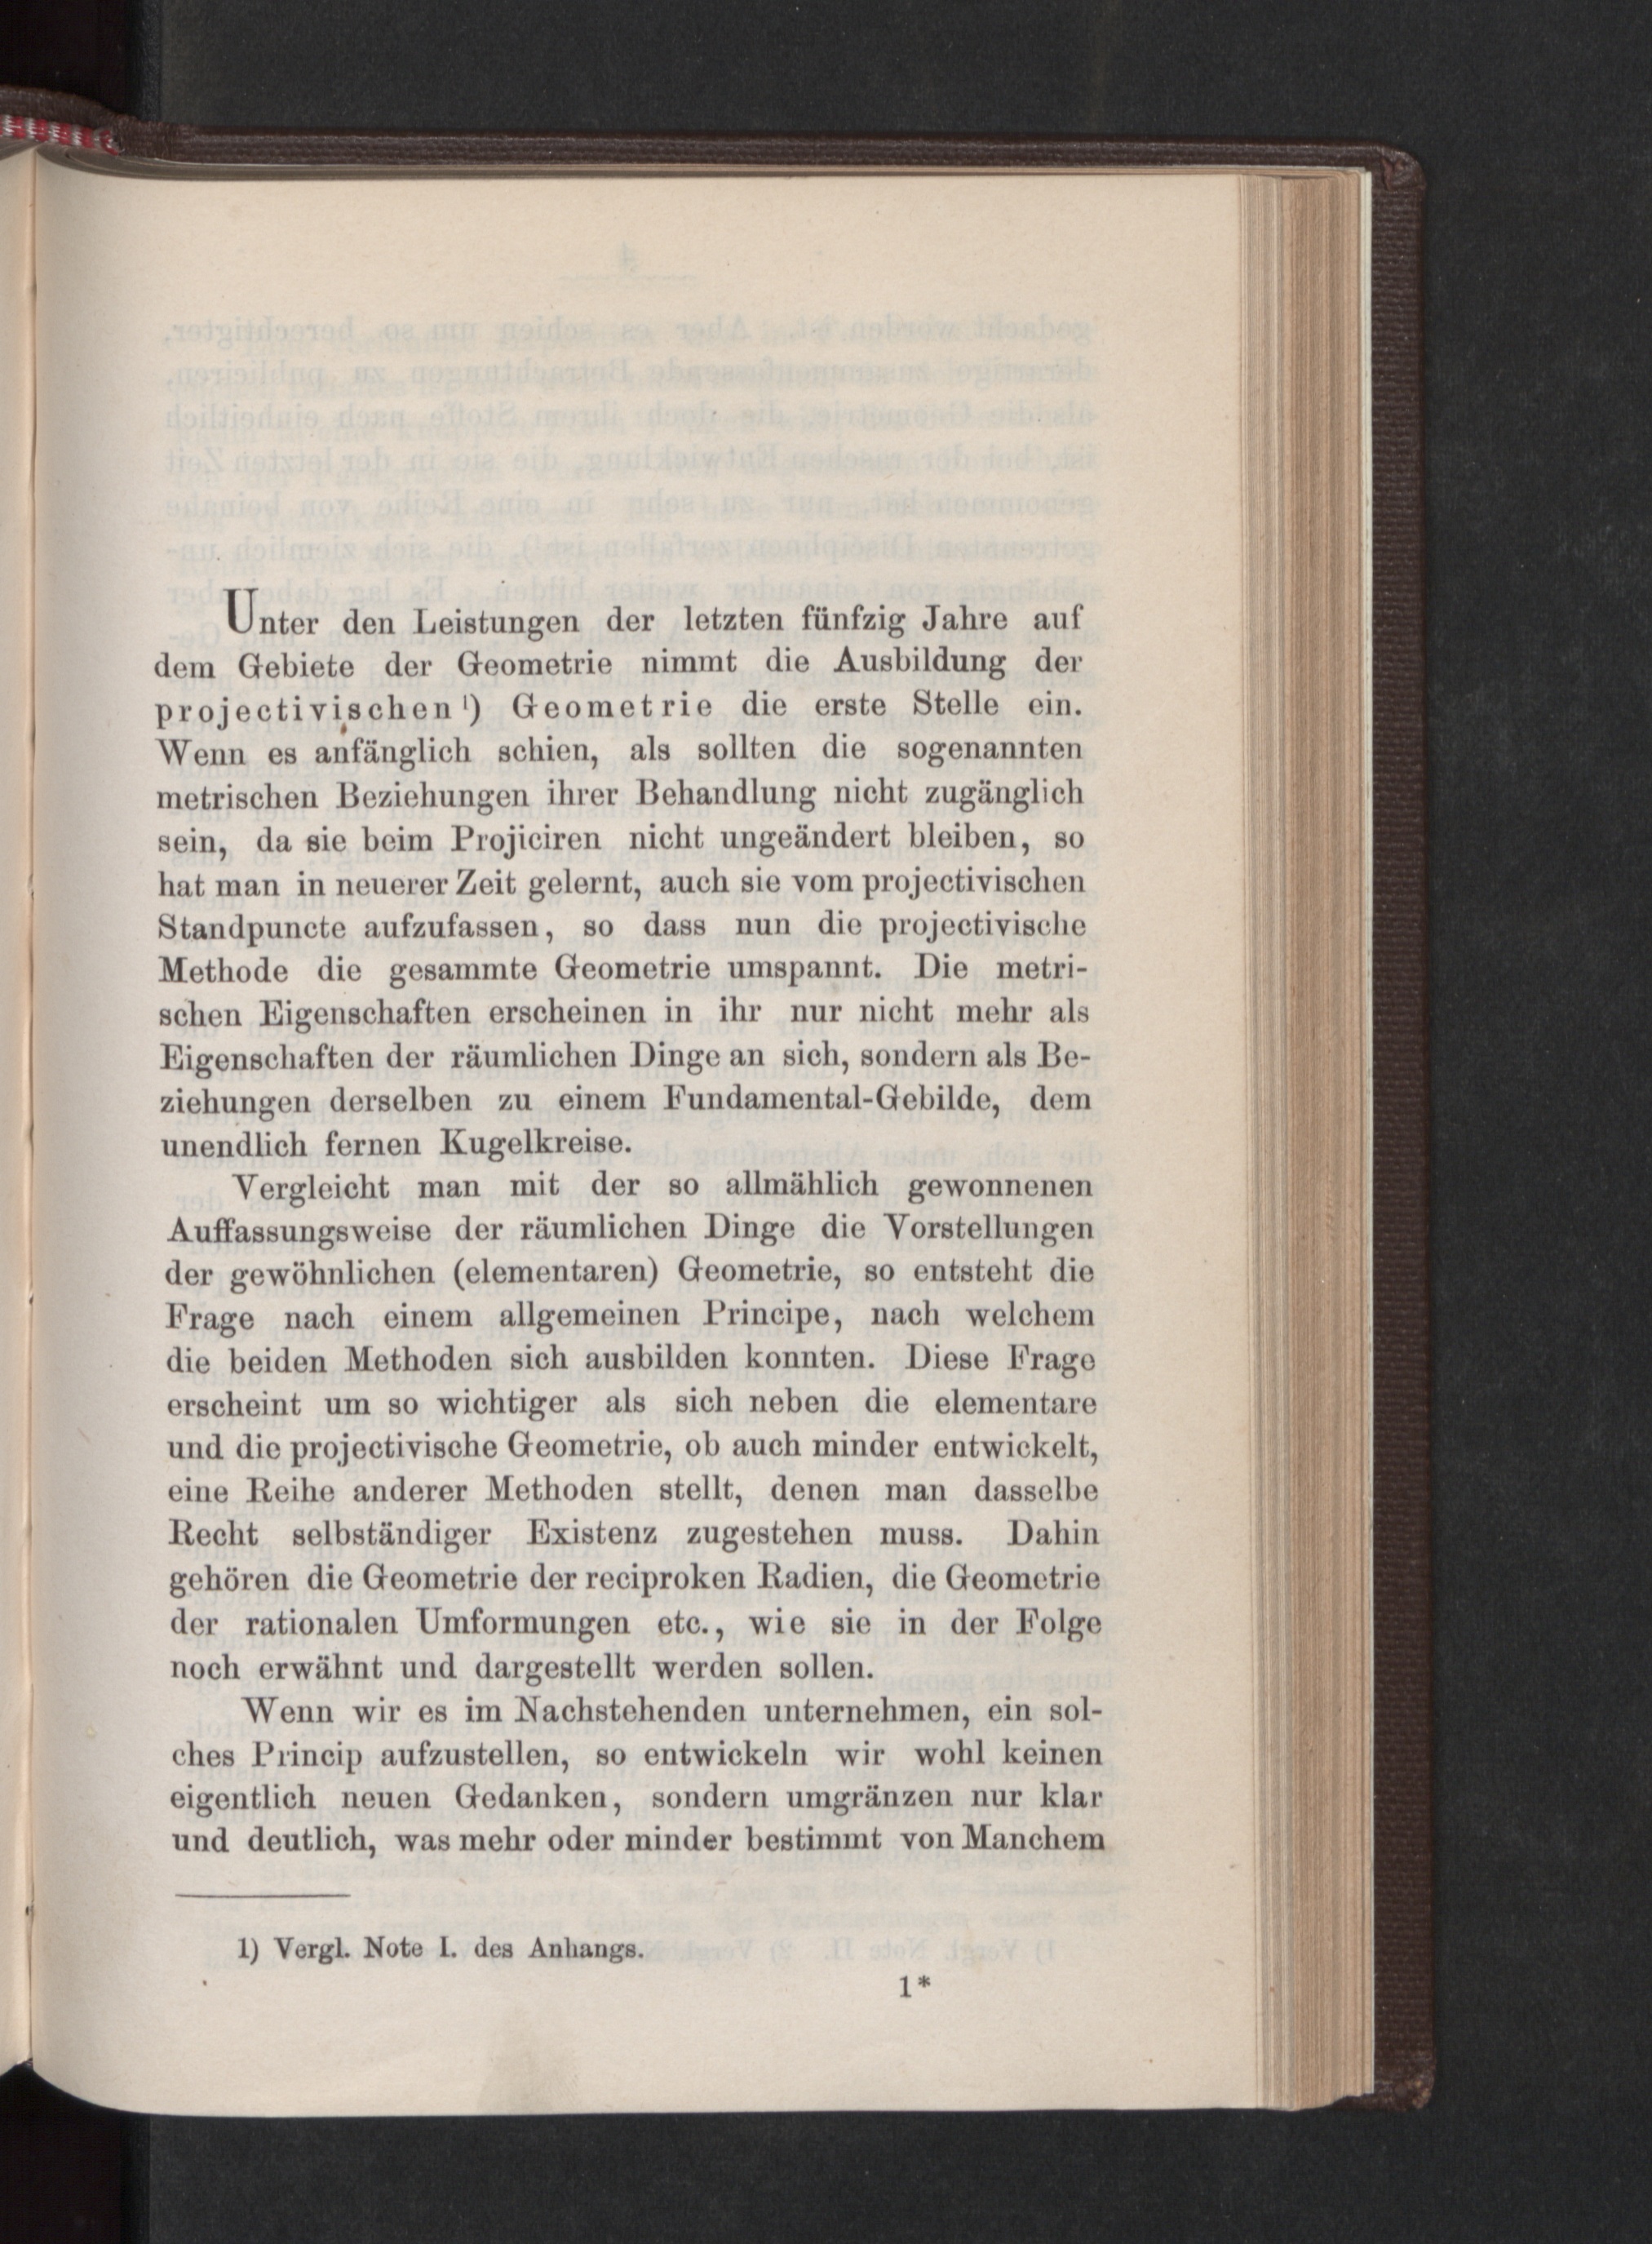 Unter den Leistungen der letzten fünfzig Jahre auf
dem Gebiete der Geometrie nimmt die Ausbildung der
projectivischen¹) Geometrie die erste Stelle ein.
Wenn es anfänglich schien, als sollten die sogenannten
metrischen Beziehungen ihrer Behandlung nicht zugänglich
sein, da sie beim Projiciren nicht ungeändert bleiben, so
hat man in neuerer Zeit gelernt, auch sie vom projectivischen
Standpuncte aufzufassen, so dass nun die projectivische
Methode die gesammte Geometrie umspannt. Die metri-
schen Eigenschaften erscheinen in ihr nur nicht mehr als
Eigenschaften der räumlichen Dinge an sich, sondern als Be-
ziehungen derselben zu einem Fundamental-Gebilde, dem
unendlich fernen Kugelkreise.
Vergleicht man mit der so allmählich gewonnenen
Auffassungsweise der räumlichen Dinge die Vorstellungen
der gewöhnlichen (elementaren) Geometrie, so entsteht die
Frage nach einem allgemeinen Principe, nach welchem
die beiden Methoden sich ausbilden konnten. Diese Frage
erscheint um so wichtiger als sich neben die elementare
und die projectivische Geometrie, ob auch minder entwickelt,
eine Reihe anderer Methoden stellt, denen man dasselbe
Recht selbständiger Existenz zugestehen muss. Dahin
gehören die Geometrie der reciproken Radien, die Geometrie
der rationalen Umformungen etc., wie sie in der Folge
noch erwähnt und dargestellt werden sollen.
Wenn wir es im Nachstehenden unternehmen, ein sol-
ches Princip aufzustellen, so entwickeln wir wohl keinen
eigentlich neuen Gedanken, sondern umgränzen nur klar
und deutlich, was mehr oder minder bestimmt von Manchem
1) Vergl. Note I. des Anhangs.
1*